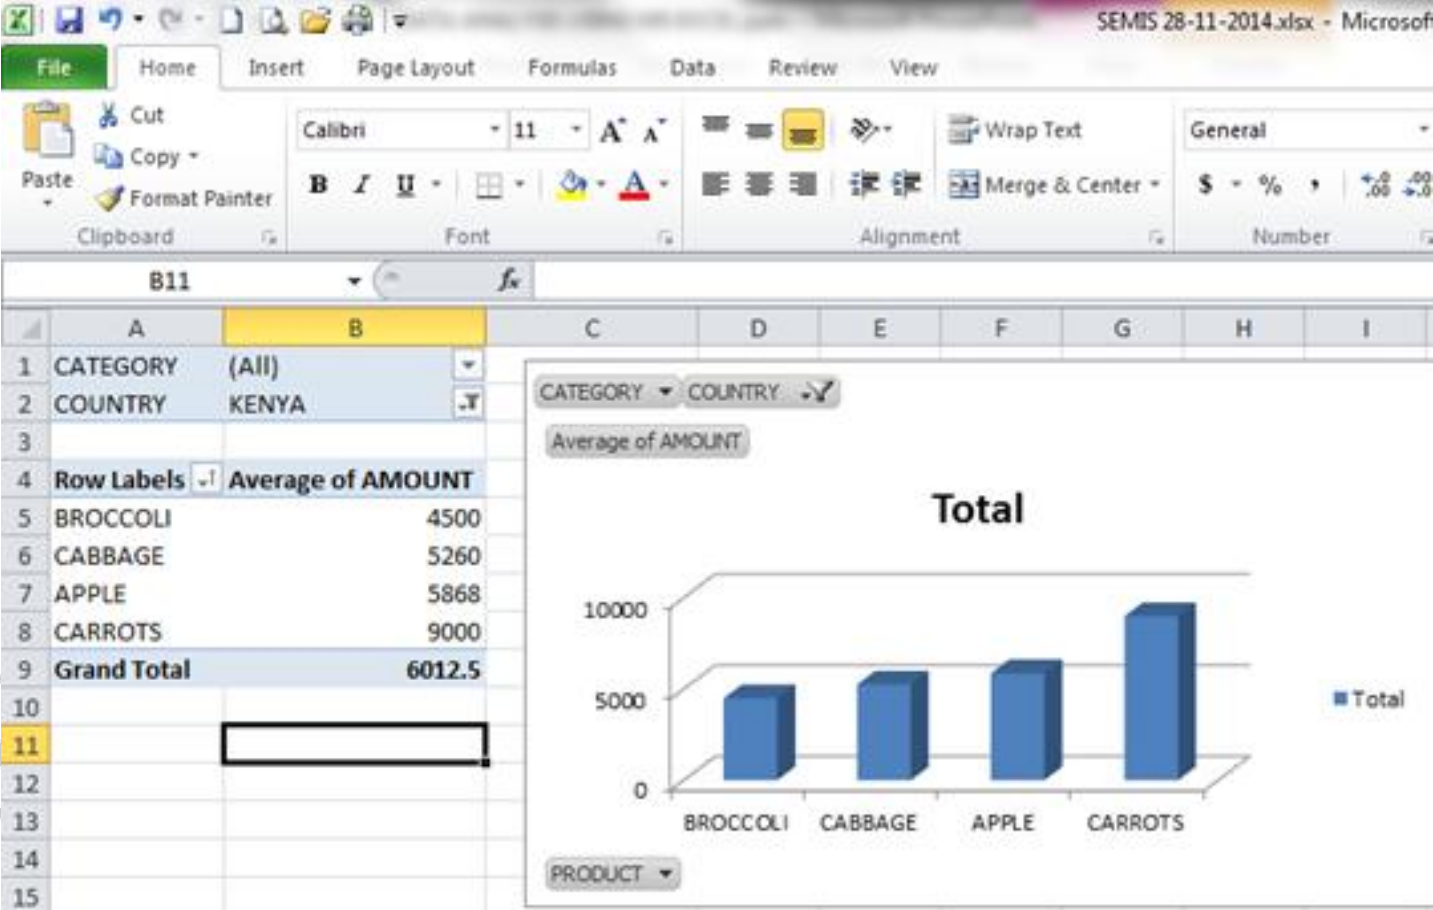 SEMIS 28-11-2014.xlsx - Microsoft
File Home Insert Page Layout Formulas Data Review View
Paste
Cut
Copy
Format Painter
Clipboard
Calibri 11 A A
B I U A
Font
Wrap Text
Merge & Center
Alignment
General
$ % , .00 .00
Number
B11 fx
A B C D E F G H I
1 CATEGORY (All)
2 COUNTRY KENYA
3
4 Row Labels Average of AMOUNT
5 BROCCOLI 4500
6 CABBAGE 5260
7 APPLE 5868
8 CARROTS 9000
9 Grand Total 6012.5
10
11
12
13
14
15
CATEGORY COUNTRY
Average of AMOUNT
Total
10000
5000
0
BROCCOLI CABBAGE APPLE CARROTS
Total
PRODUCT